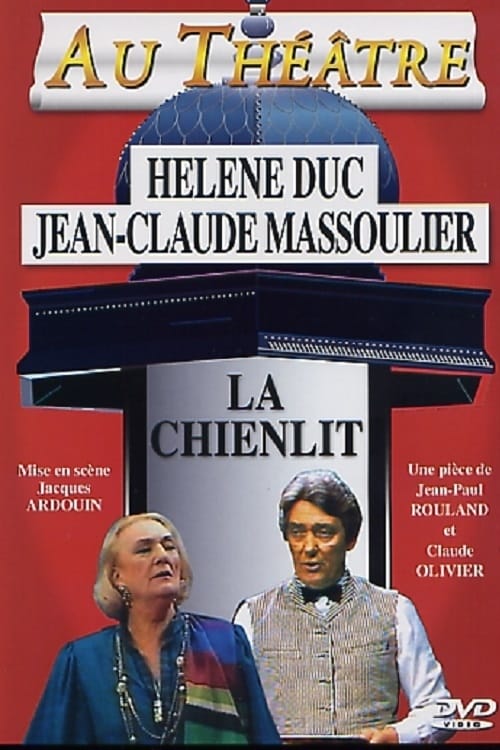 AU THÉÂTRE
HELENE DUC
JEAN-CLAUDE MASSOULIER
LA
CHIENLIT
Mise en scène
Jacques
ARDOUIN
Une pièce de
Jean-Paul
ROULAND
et
Claude
OLIVIER
DVD
VIDEO